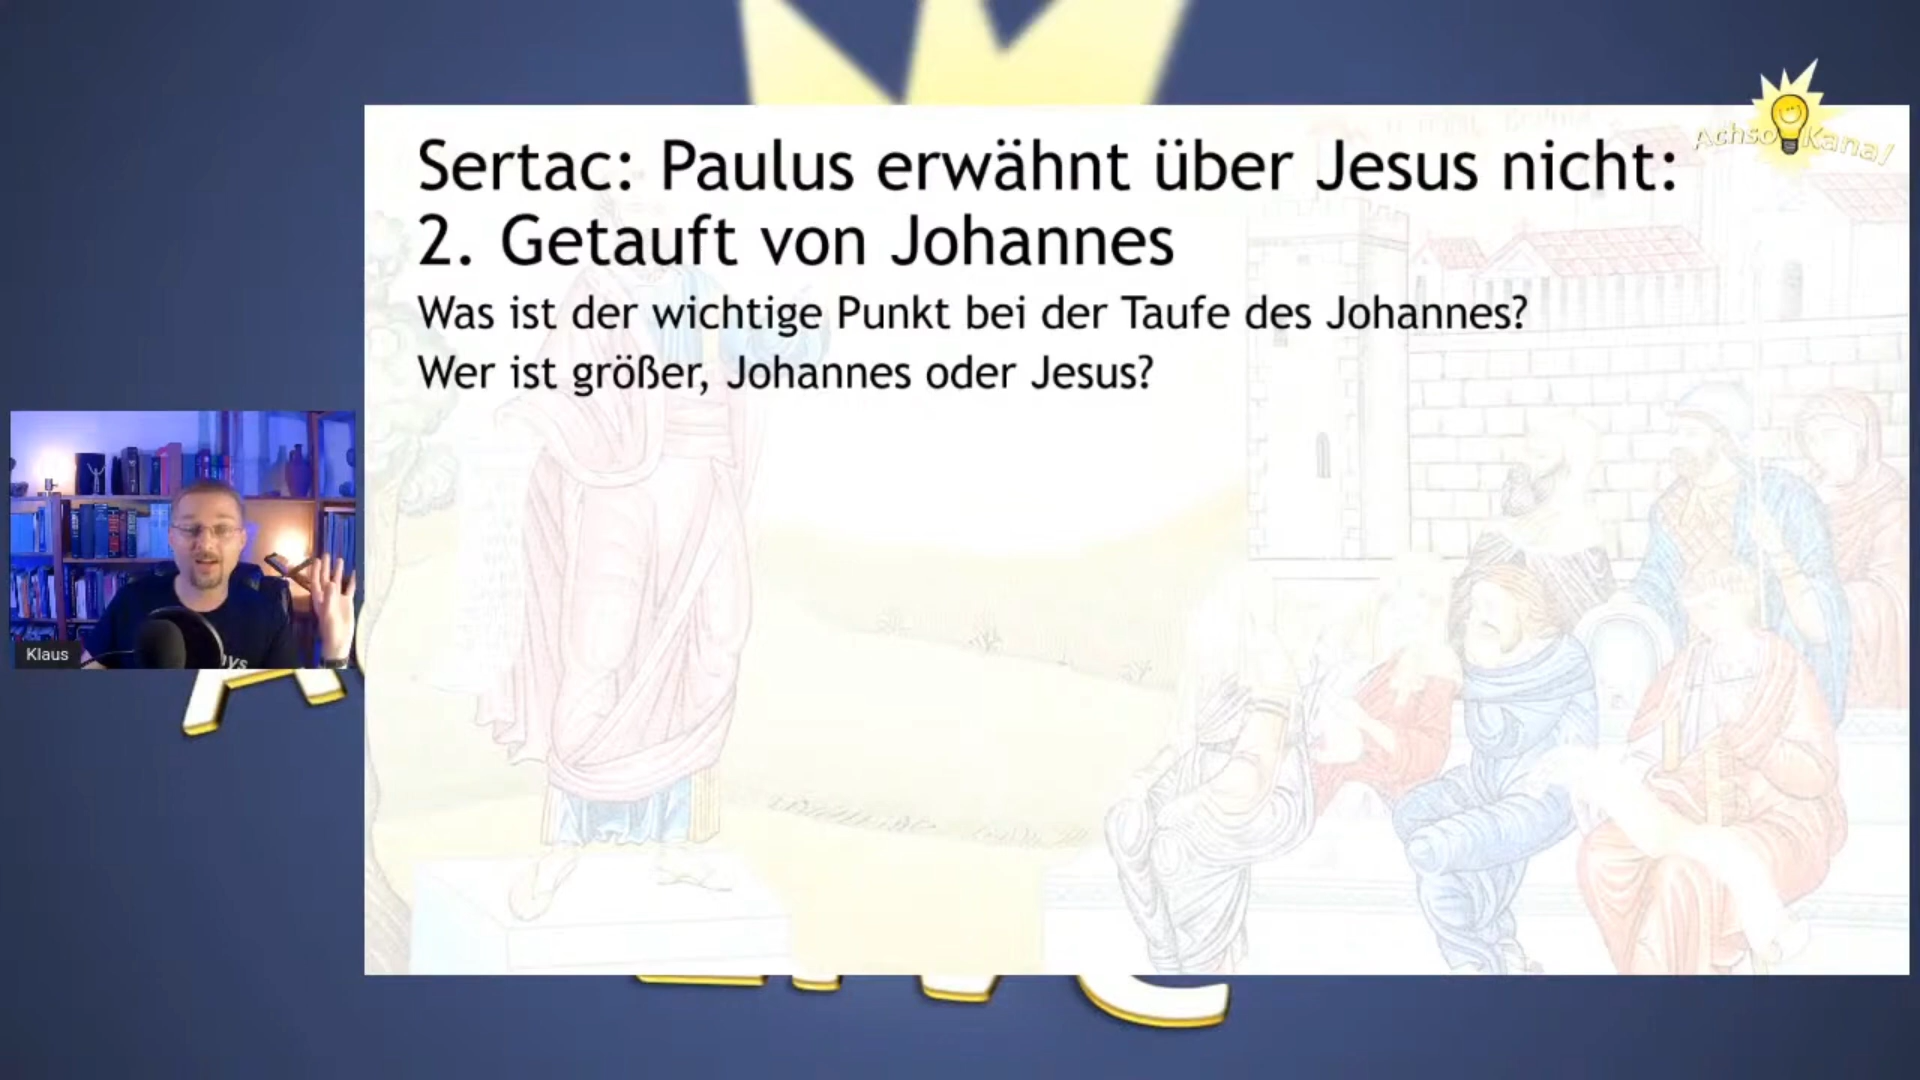 Achso Kanal
Sertac: Paulus erwähnt über Jesus nicht:
2. Getauft von Johannes
Was ist der wichtige Punkt bei der Taufe des Johannes?
Wer ist größer, Johannes oder Jesus?
Klaus